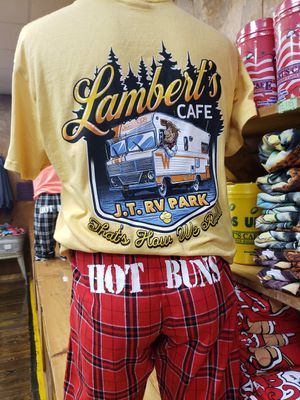 Lambert's
CAFE
J.T. RV PARK
That's How We Roll
HOT BUNS